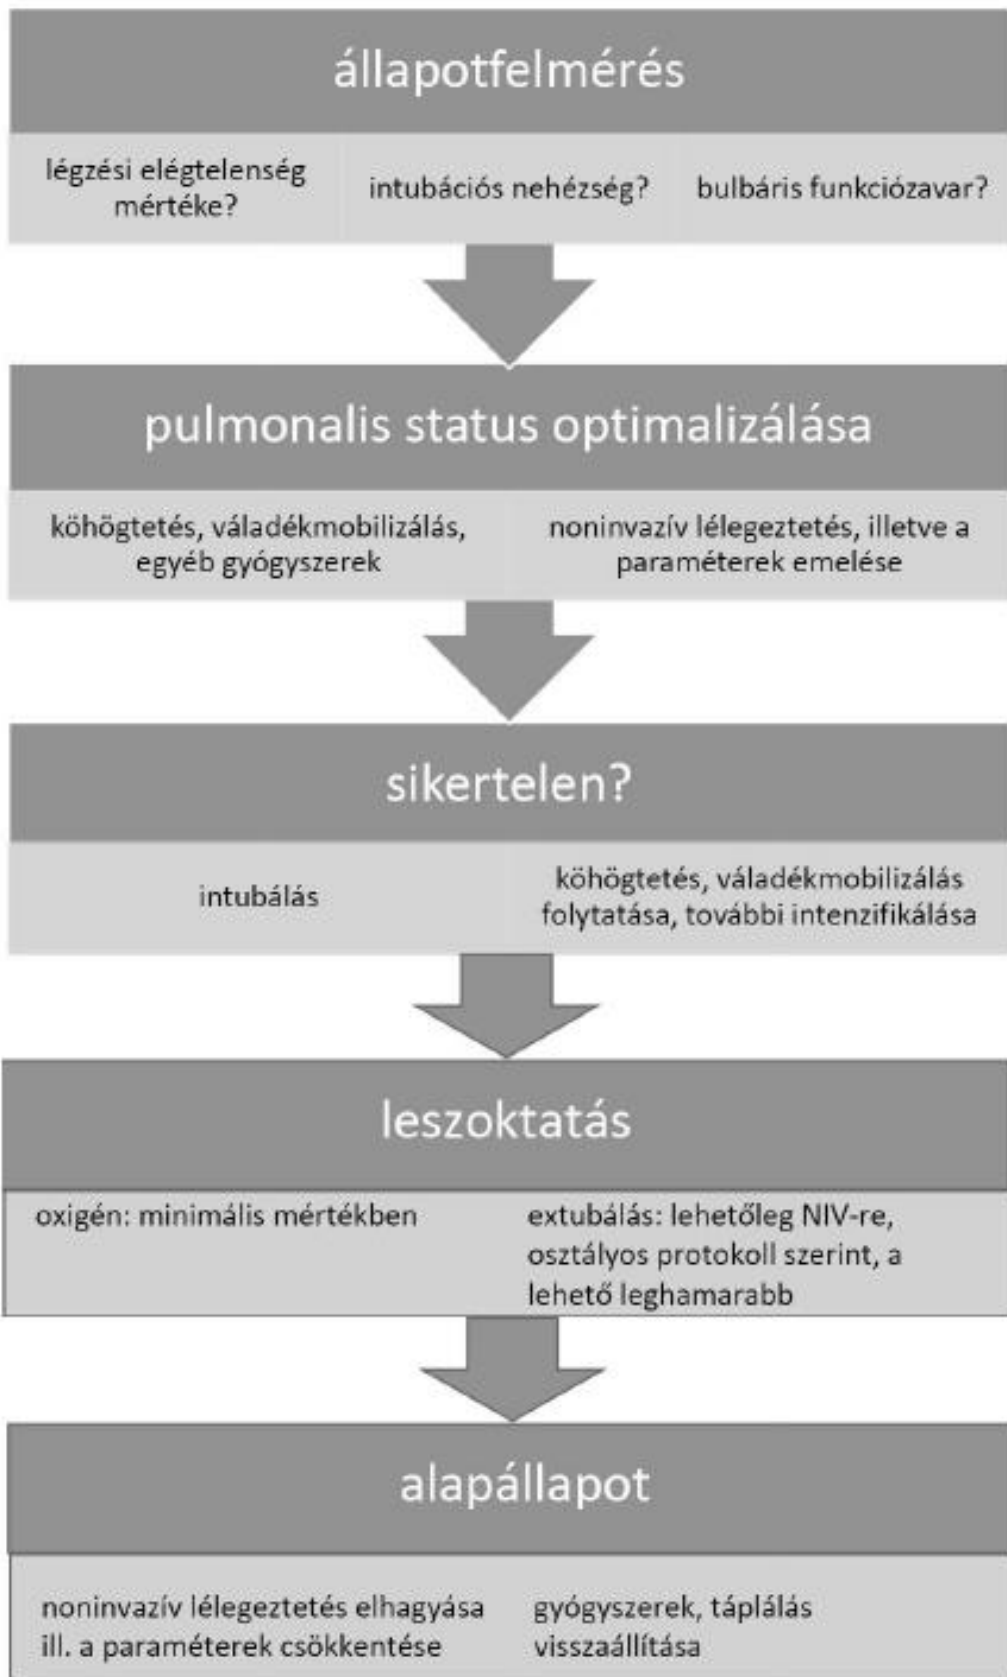 állapotfelmérés
légzési elégtelenség
mértéke?
intubációs nehézség?
bulbáris funkciózavar?
pulmonalis status optimalizálása
köhögtetés, váladékmobilizálás,
egyéb gyógyszerek
noninvazív lélegeztetés, illetve a
paraméterek emelése
sikertelen?
intubálás
köhögtetés, váladékmobilizálás
folytatása, további intenzifikálása
leszoktatás
oxigén: minimális mértékben
extubálás: lehetőleg NIV-re,
osztályos protokoll szerint, a
lehető leghamarabb
alapállapot
noninvazív lélegeztetés elhagyása
ill. a paraméterek csökkentése
gyógyszerek, táplálás
visszaállítása